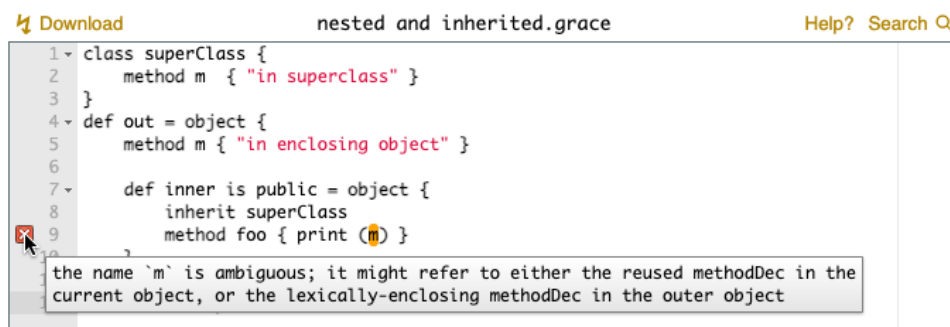 Download nested and inherited.grace Help? Search
1 class superClass {
2 method m { "in superclass" }
3 }
4 def out = object {
5 method m { "in enclosing object" }
6
7 def inner is public = object {
8 inherit superClass
9 method foo { print (m) }
the name `m` is ambiguous; it might refer to either the reused methodDec in the
current object, or the lexically-enclosing methodDec in the outer object